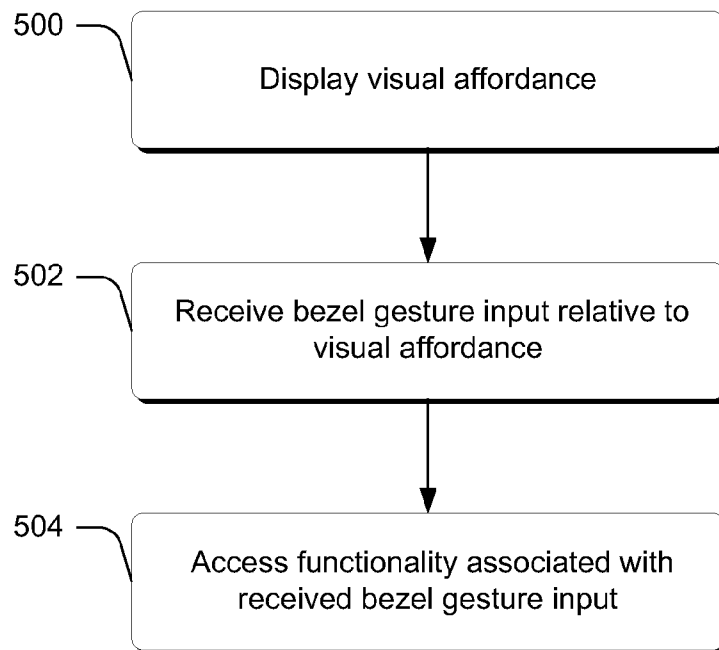 500
Display visual affordance
502
Receive bezel gesture input relative to
visual affordance
504
Access functionality associated with
received bezel gesture input